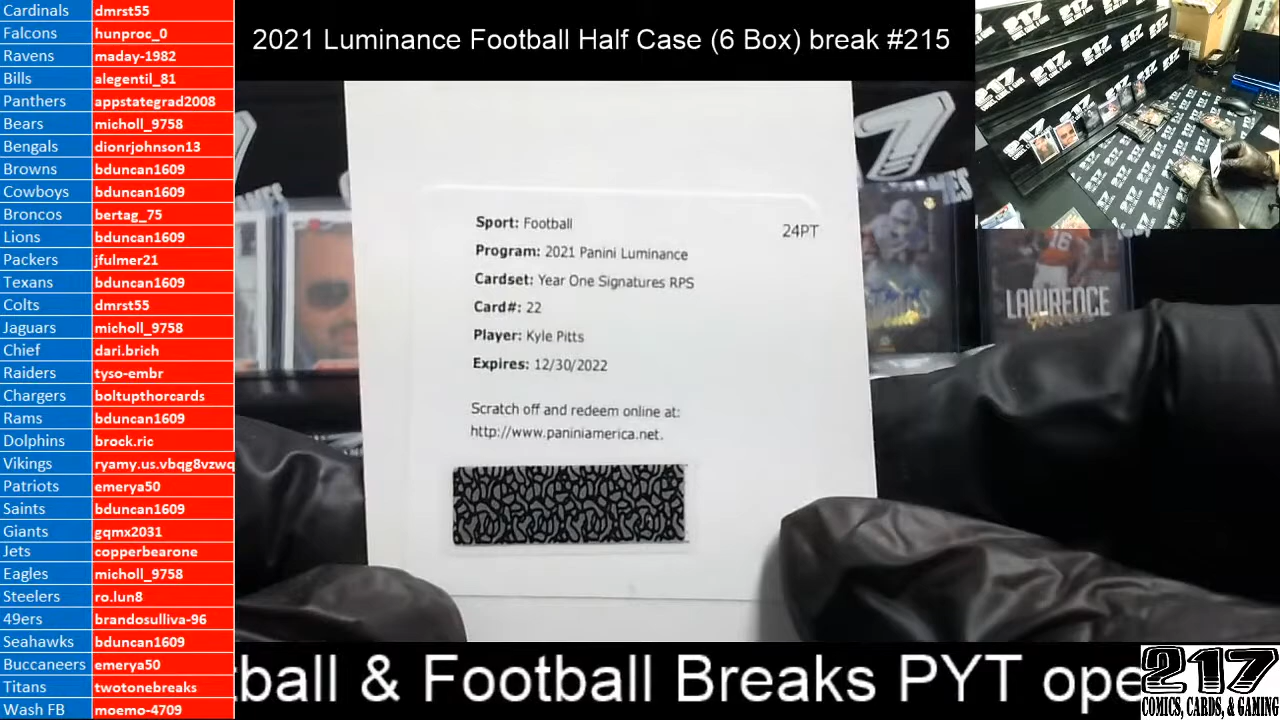 Cardinals dmrst55
Falcons hunproc_0
Ravens maday-1982
Bills alegentil_81
Panthers appstategrad2008
Bears micholl_9758
Bengals dionrjohnson13
Browns bduncan1609
Cowboys bduncan1609
Broncos bertag_75
Lions bduncan1609
Packers jfulmer21
Texans bduncan1609
Colts dmrst55
Jaguars micholl_9758
Chief dari.brich
Raiders tyso-embr
Chargers boltupthorcards
Rams bduncan1609
Dolphins brock.ric
Vikings ryamy.us.vbqg8vzwq
Patriots emerya50
Saints bduncan1609
Giants gqmx2031
Jets copperbearone
Eagles micholl_9758
Steelers ro.lun8
49ers brandosulliva-96
Seahawks bduncan1609
Buccaneers emerya50
Titans twotonebreaks
Wash FB moemo-4709
2021 Luminance Football Half Case (6 Box) break #215
Sport: Football
24PT
Program: 2021 Panini Luminance
Cardset: Year One Signatures RPS
Card#: 22
Player: Kyle Pitts
Expires: 12/30/2022
Scratch off and redeem online at:
http://www.paniniamerica.net.
16
LAWRENCE
7
217
217
217
tball & Football Breaks PYT ope
217
COMICS, CARDS, & GAMING